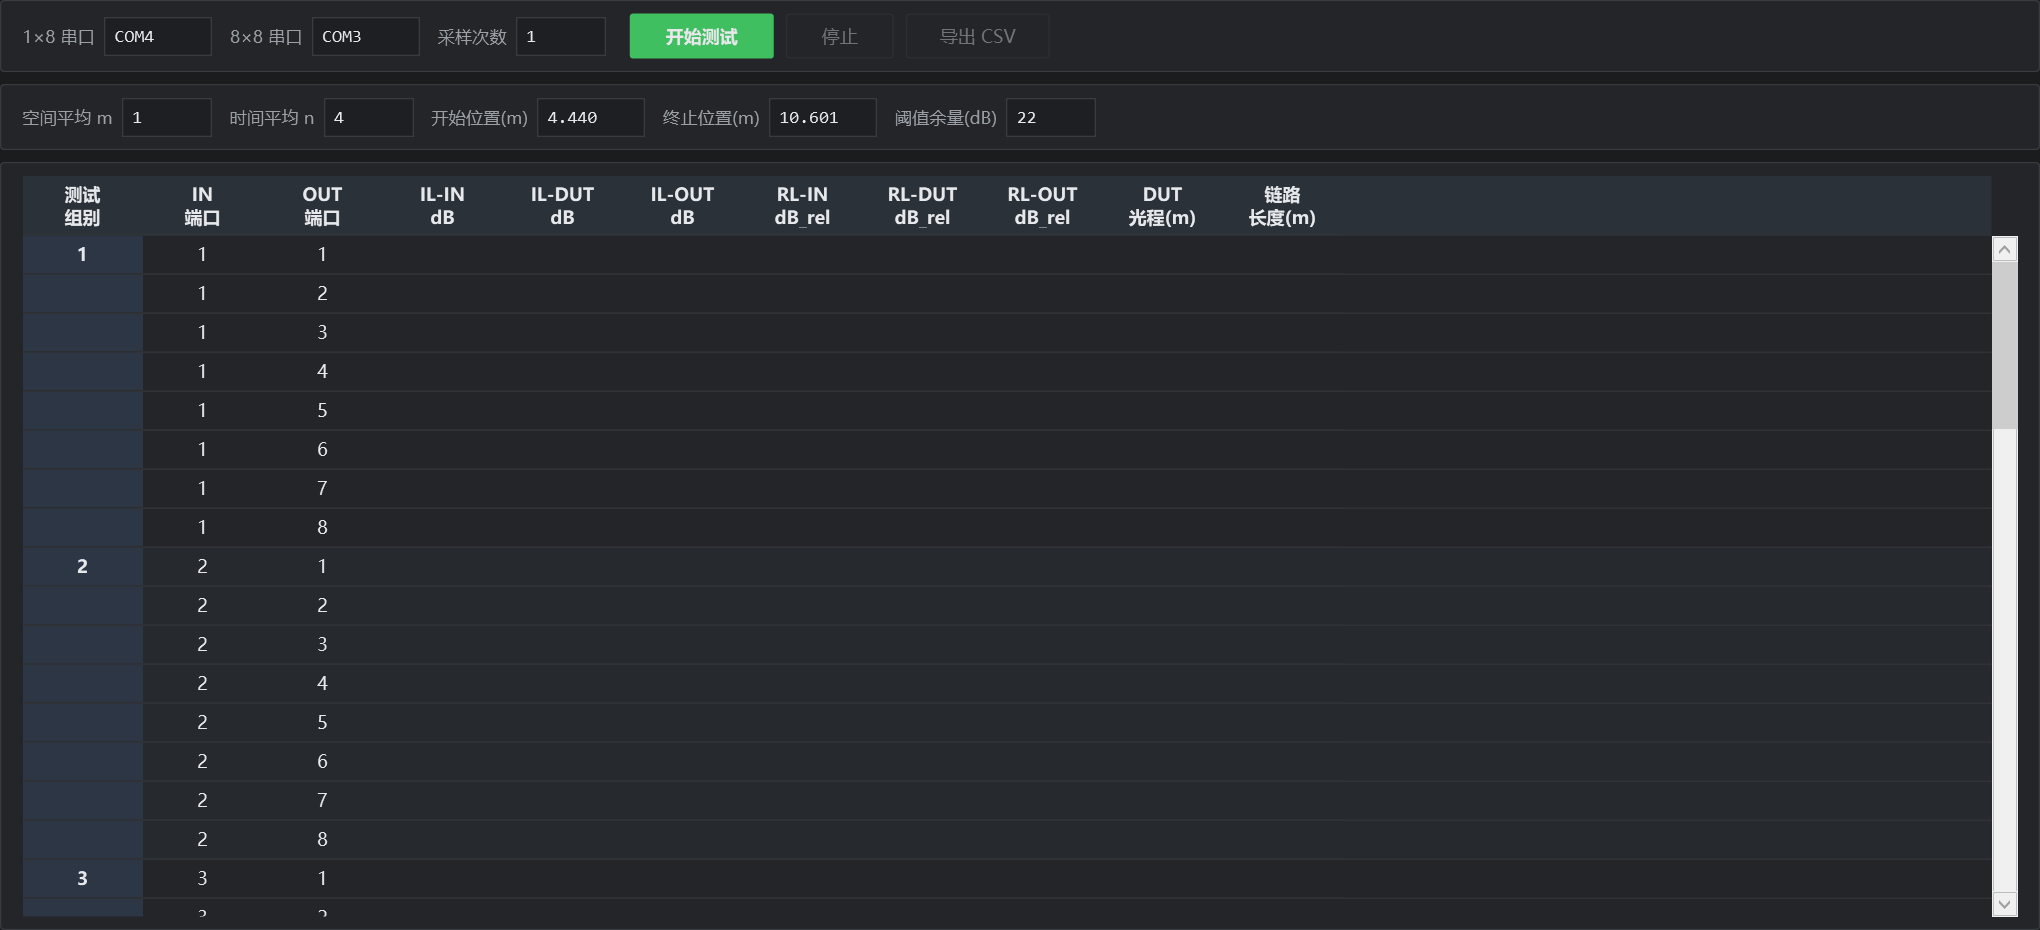 1×8 串口 COM4 8×8 串口 COM3 采样次数 1 开始测试 停止 导出 CSV
空间平均 m 1 时间平均 n 4 开始位置(m) 4.440 终止位置(m) 10.601 阈值余量(dB) 22
测试 IN OUT IL-IN IL-DUT IL-OUT RL-IN RL-DUT RL-OUT DUT 链路
组别 端口 端口 dB dB dB dB_rel dB_rel dB_rel 光程(m) 长度(m)
1 1 1
1 2
1 3
1 4
1 5
1 6
1 7
1 8
2 2 1
2 2
2 3
2 4
2 5
2 6
2 7
2 8
3 3 1
3 2